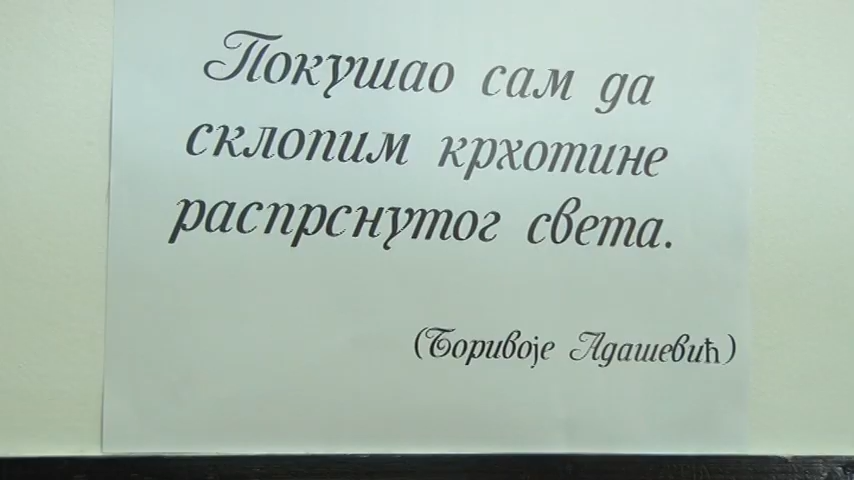 Покушао сам да
склопим крхотине
распрснутог света.
(Боривоје Адашевић)